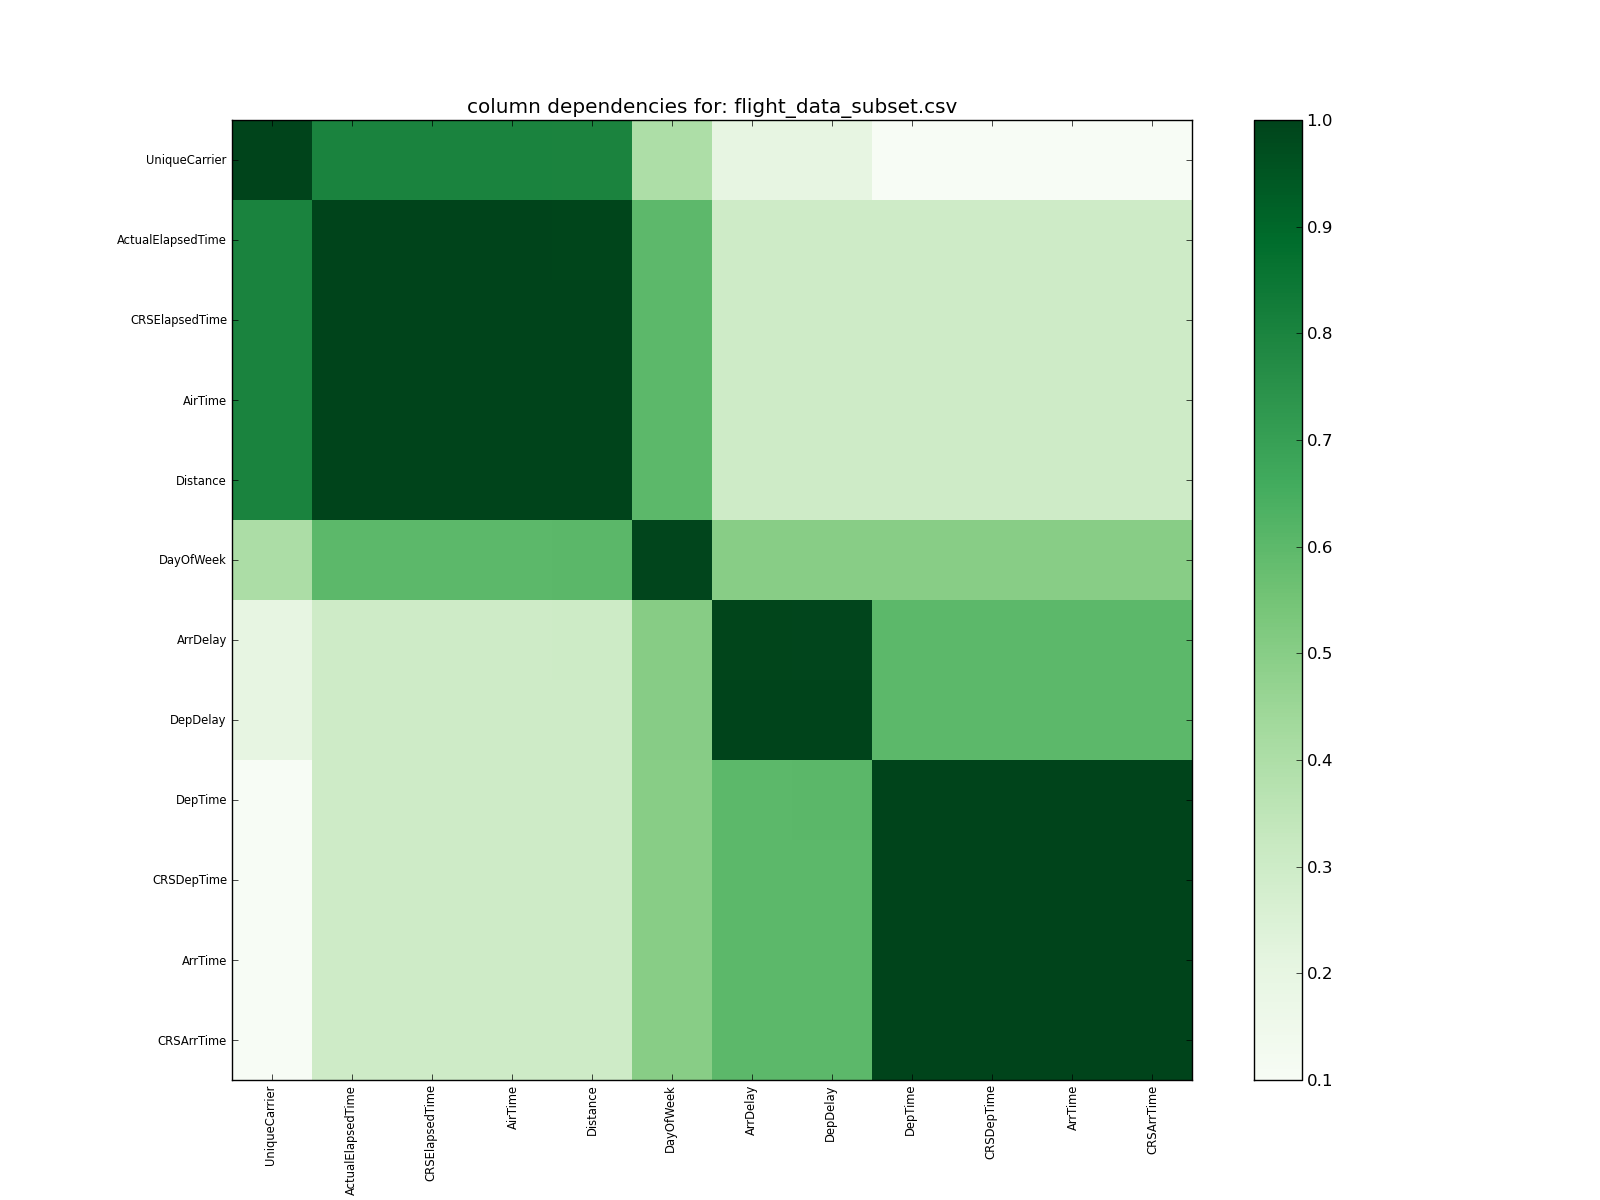 column dependencies for: flight_data_subset.csv
UniqueCarrier
ActualElapsedTime
CRSElapsedTime
AirTime
Distance
DayOfWeek
ArrDelay
DepDelay
DepTime
CRSDepTime
ArrTime
CRSArrTime
UniqueCarrier
ActualElapsedTime
CRSElapsedTime
AirTime
Distance
DayOfWeek
ArrDelay
DepDelay
DepTime
CRSDepTime
ArrTime
CRSArrTime
1.0
0.9
0.8
0.7
0.6
0.5
0.4
0.3
0.2
0.1